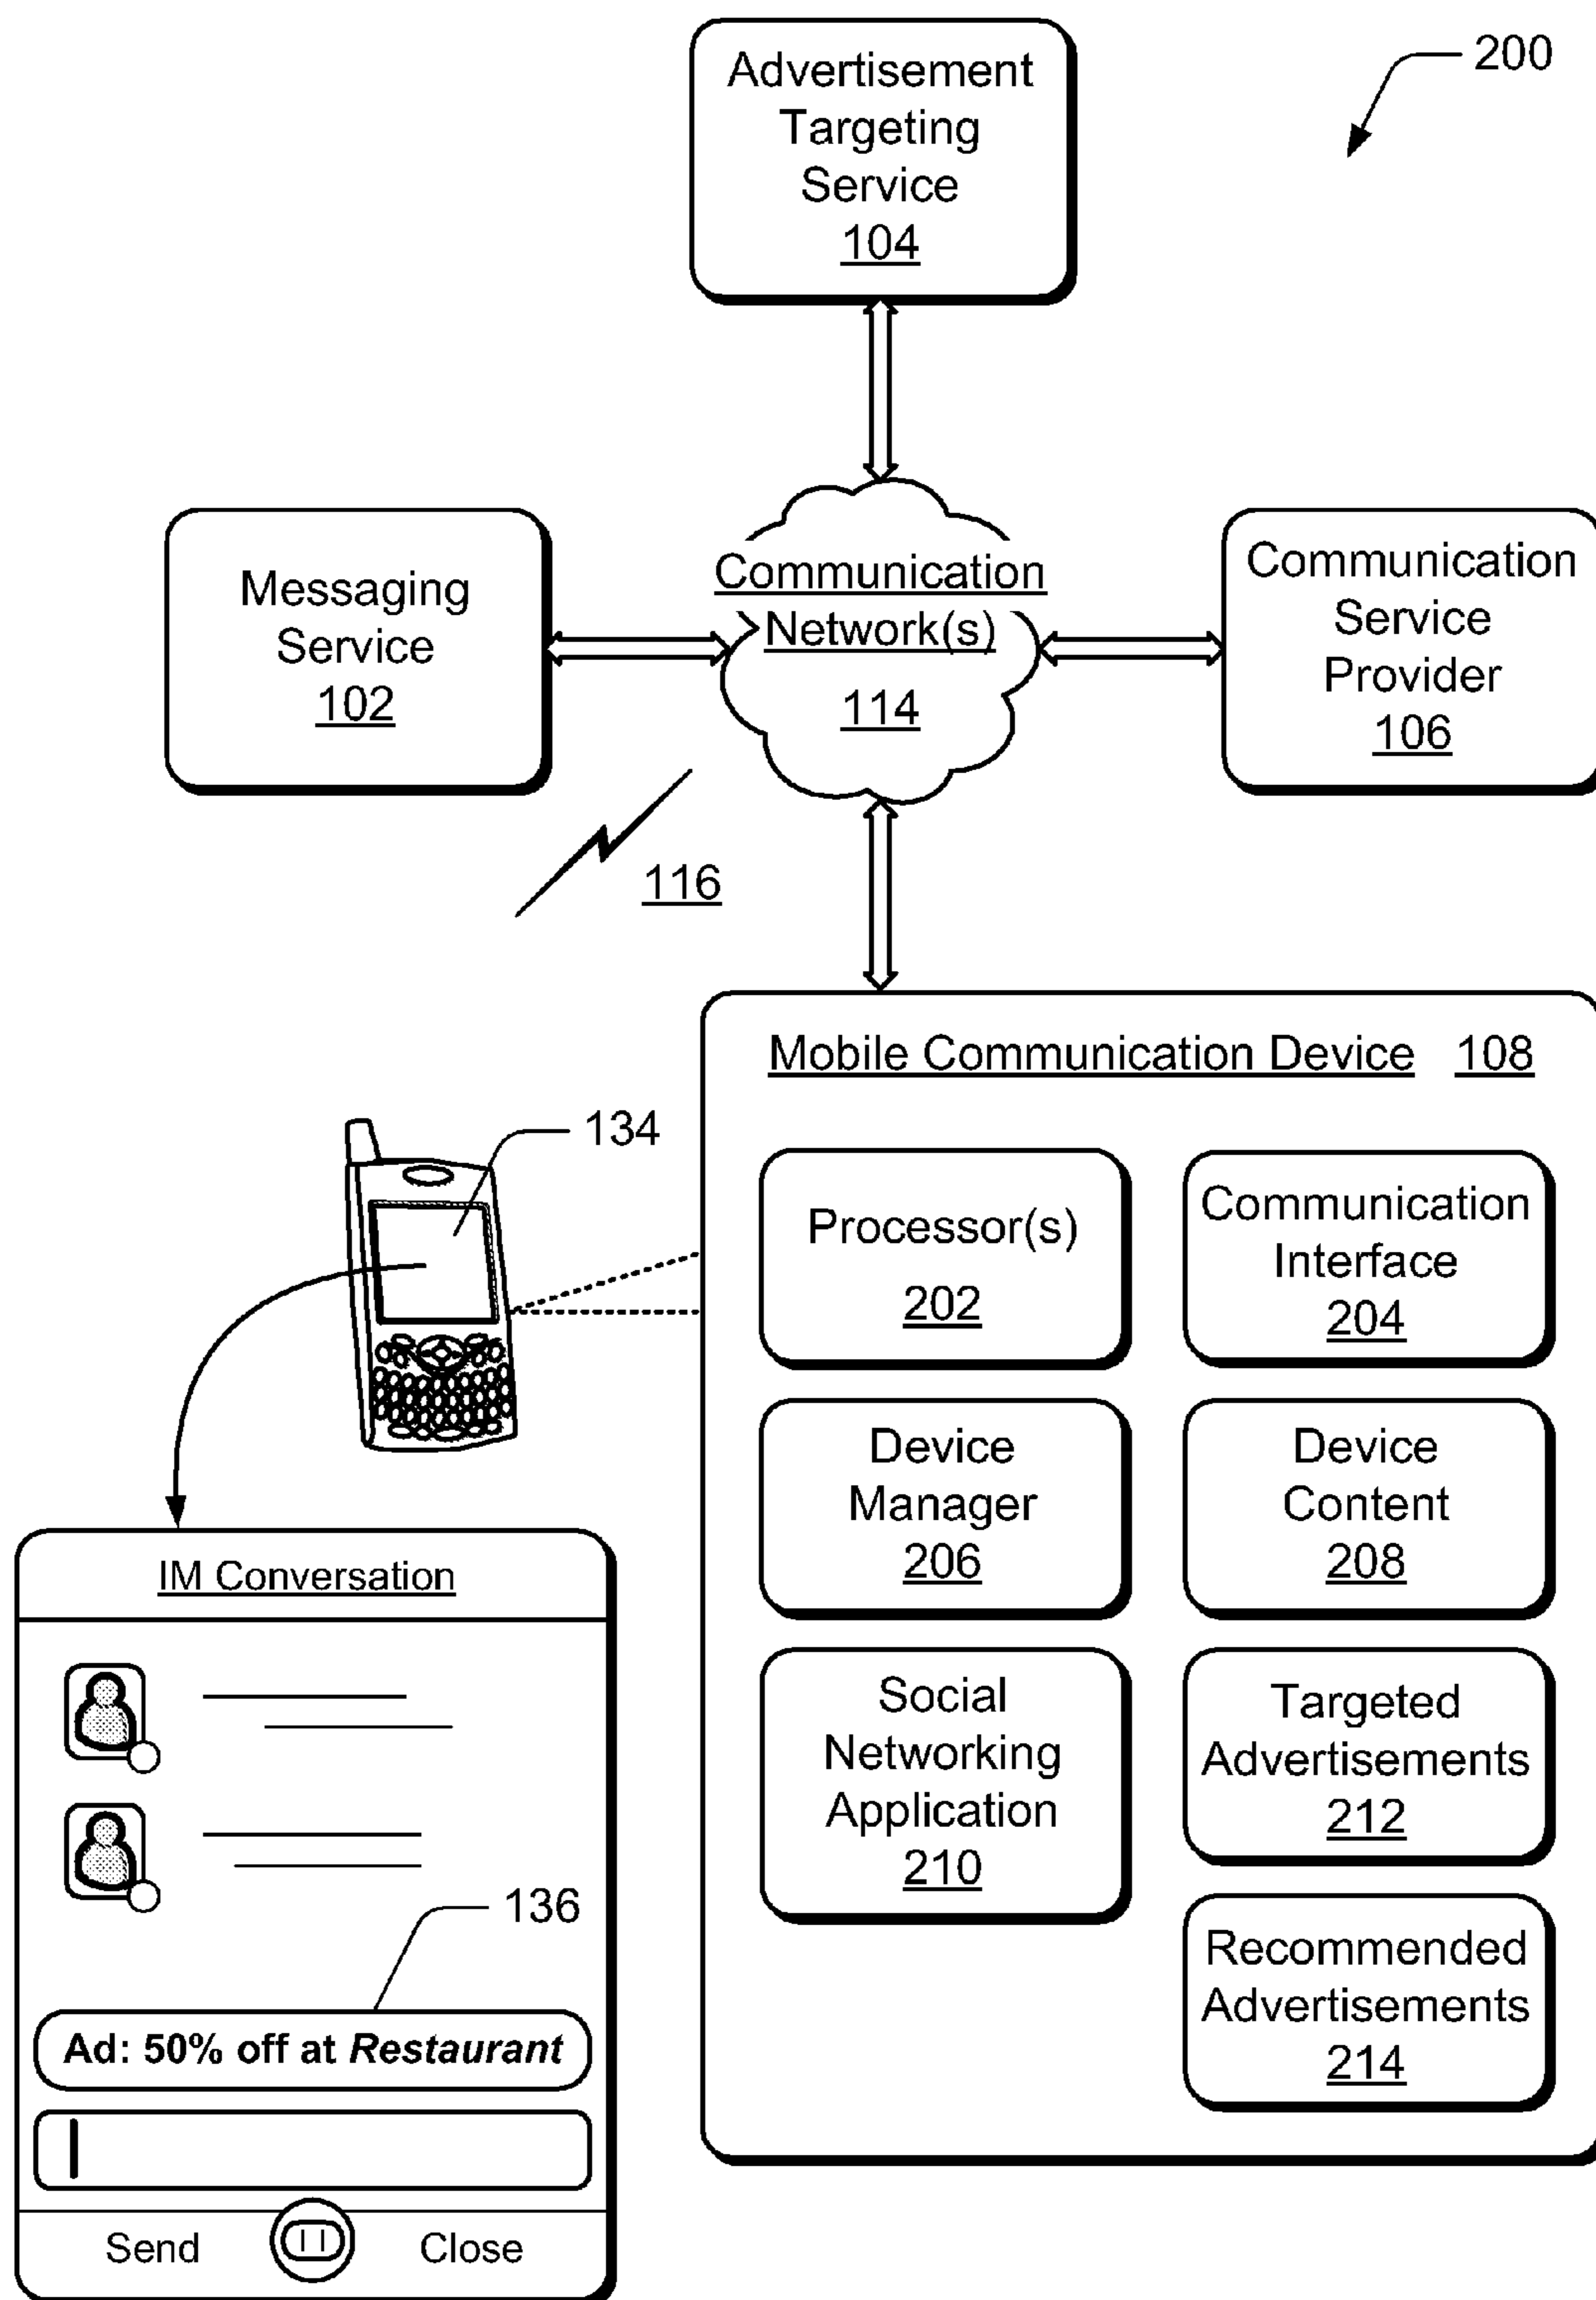 200
Advertisement
Targeting
Service
104
Messaging
Service
102
Communication
Network(s)
114
Communication
Service
Provider
106
116
Mobile Communication Device 108
134
Processor(s)
202
Communication
Interface
204
Device
Manager
206
Device
Content
208
Social
Networking
Application
210
Targeted
Advertisements
212
Recommended
Advertisements
214
IM Conversation
136
Ad: 50% off at Restaurant
Send
Close